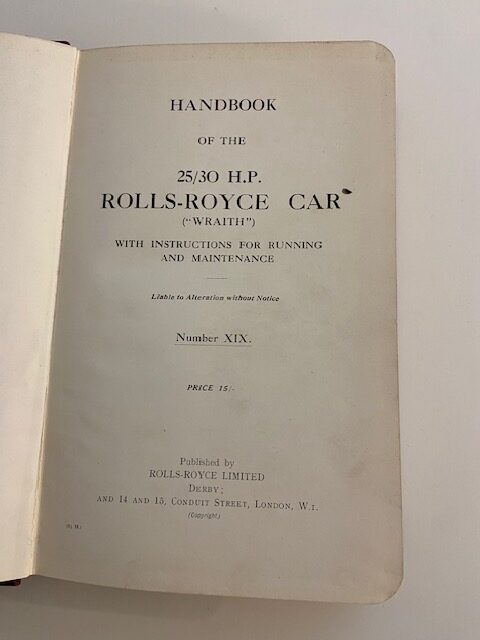 HANDBOOK
OF THE
25/30 H.P.
ROLLS-ROYCE CAR
("WRAITH")
WITH INSTRUCTIONS FOR RUNNING
AND MAINTENANCE
Liable to Alteration without Notice
Number XIX.
PRICE 15/-
Published by
ROLLS-ROYCE LIMITED
DERBY;
AND 14 AND 15, CONDUIT STREET, LONDON, W.1.
(Copyright)